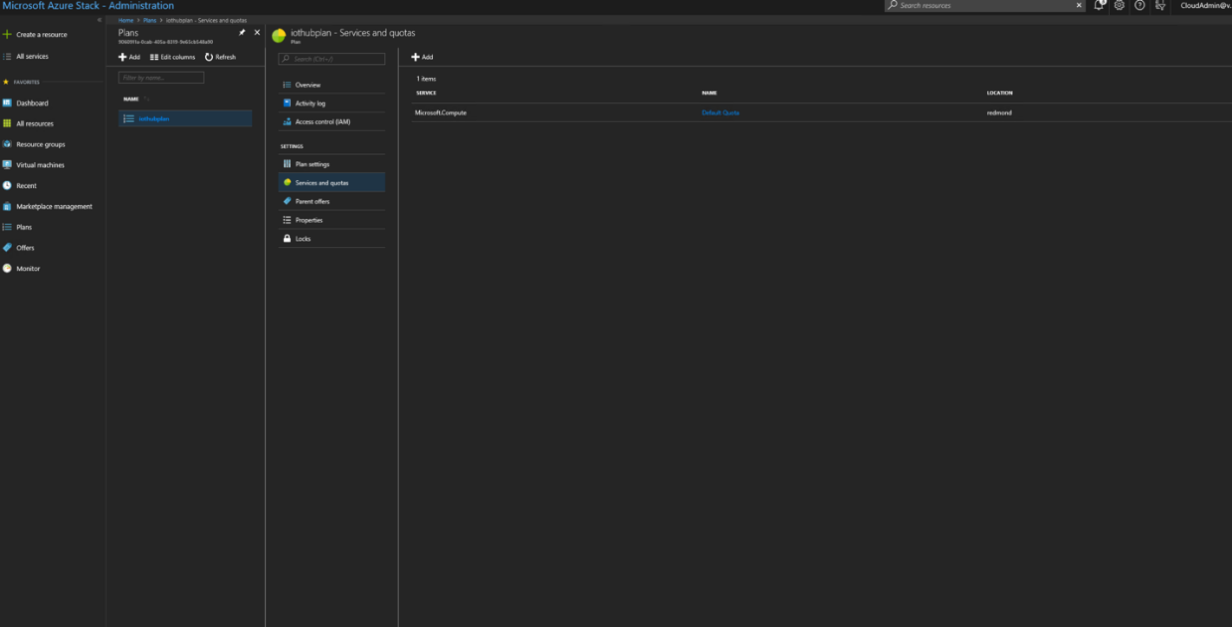 Microsoft Azure Stack - Administration
Search resources
CloudAdmin@v.
Home > Plans > iothubplan - Services and quotas
Create a resource
All services
FAVORITES
Dashboard
All resources
Resource groups
Virtual machines
Recent
Marketplace management
Plans
Offers
Monitor
Plans
Add Edit columns Refresh
Filter by name...
NAME
iothubplan
iothubplan - Services and quotas
Plan
Search (Ctrl+/)
Overview
Activity log
Access control (IAM)
SETTINGS
Plan settings
Services and quotas
Parent offers
Properties
Locks
Add
1 items
SERVICE NAME LOCATION
Microsoft.Compute Default Quota redmond